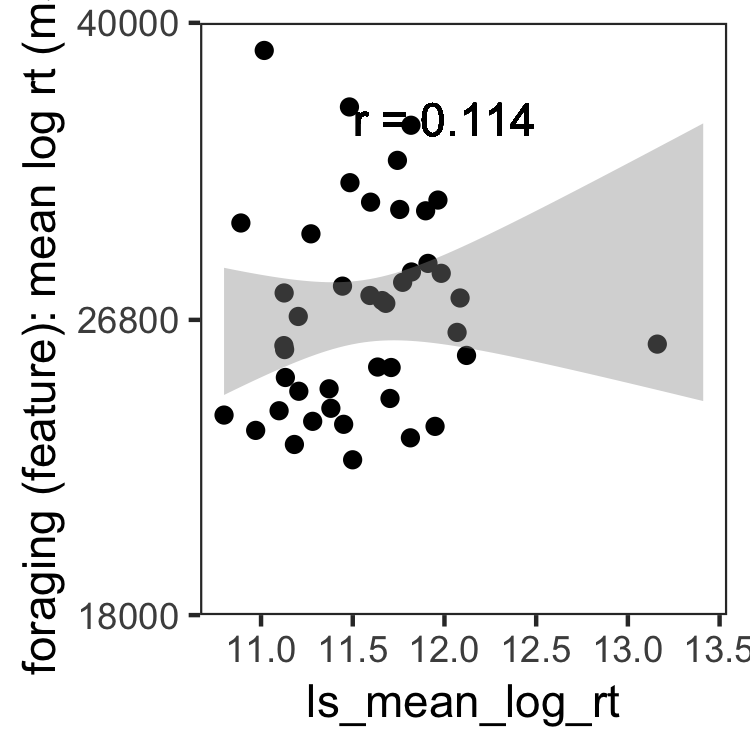 foraging (feature): mean log rt (m
40000
26800
18000
r = 0.114
11.0 11.5 12.0 12.5 13.0 13.5
ls_mean_log_rt